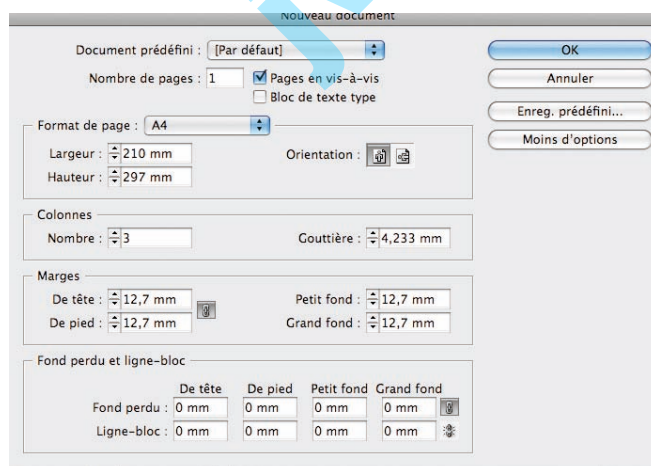 Nouveau document
Document prédéfini : [Par défaut]
OK
Nombre de pages : 1
Pages en vis-à-vis
Annuler
Bloc de texte type
Enreg. prédéfini...
Format de page : A4
Moins d'options
Largeur : 210 mm
Orientation :
Hauteur : 297 mm
Colonnes
Nombre : 3
Gouttière : 4,233 mm
Marges
De tête : 12,7 mm
Petit fond : 12,7 mm
De pied : 12,7 mm
Grand fond : 12,7 mm
Fond perdu et ligne-bloc
De tête De pied Petit fond Grand fond
Fond perdu : 0 mm 0 mm 0 mm 0 mm
Ligne-bloc : 0 mm 0 mm 0 mm 0 mm